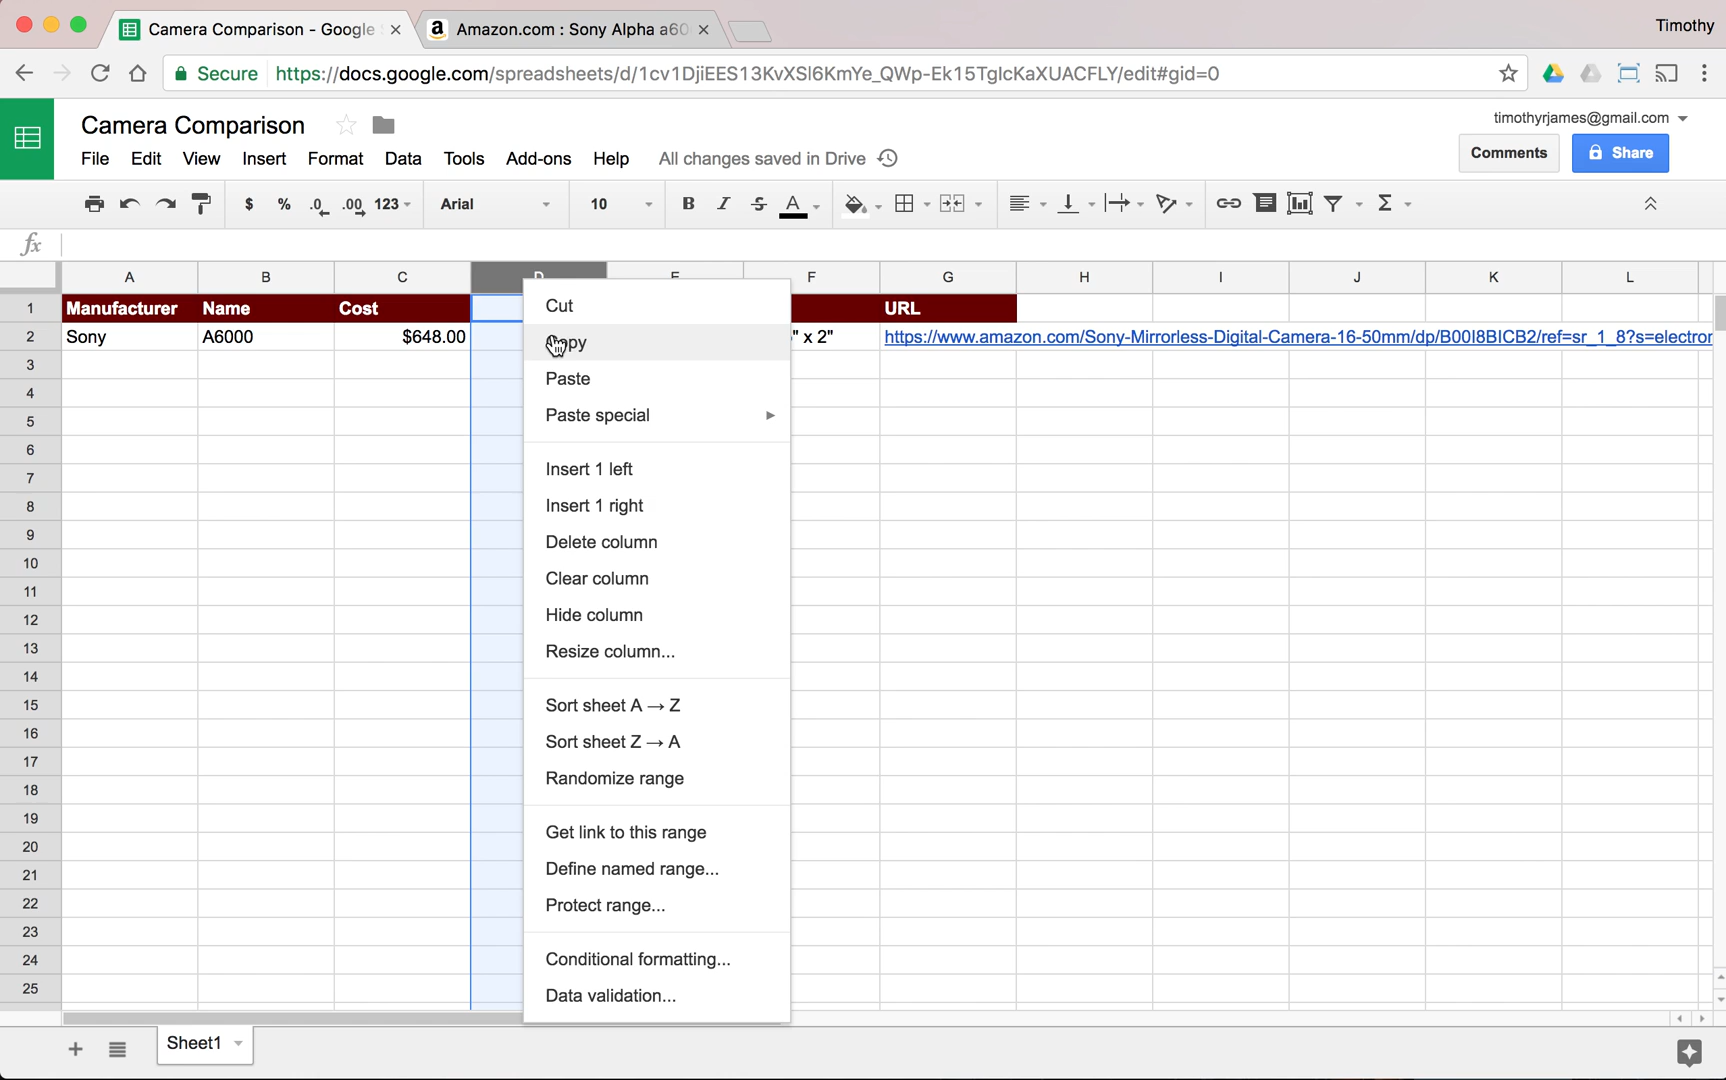 Camera Comparison - Google
Amazon.com : Sony Alpha a60
Timothy
Secure https://docs.google.com/spreadsheets/d/1cv1DjiEES13KvXSl6KmYe_QWp-Ek15TglcKaXUACFLY/edit#gid=0
Camera Comparison
timothyrjames@gmail.com
File Edit View Insert Format Data Tools Add-ons Help All changes saved in Drive
Comments Share
$ % .0 .00 123 Arial 10 B I S A Σ
fx
A B C D E F G H I J K L
1 Manufacturer Name Cost URL
2 Sony A6000 $648.00 " x 2" https://www.amazon.com/Sony-Mirrorless-Digital-Camera-16-50mm/dp/B00I8BICB2/ref=sr_1_8?s=electror
3
4
5
6
7
8
9
10
11
12
13
14
15
16
17
18
19
20
21
22
23
24
25
Cut
Copy
Paste
Paste special
Insert 1 left
Insert 1 right
Delete column
Clear column
Hide column
Resize column...
Sort sheet A → Z
Sort sheet Z → A
Randomize range
Get link to this range
Define named range...
Protect range...
Conditional formatting...
Data validation...
Sheet1